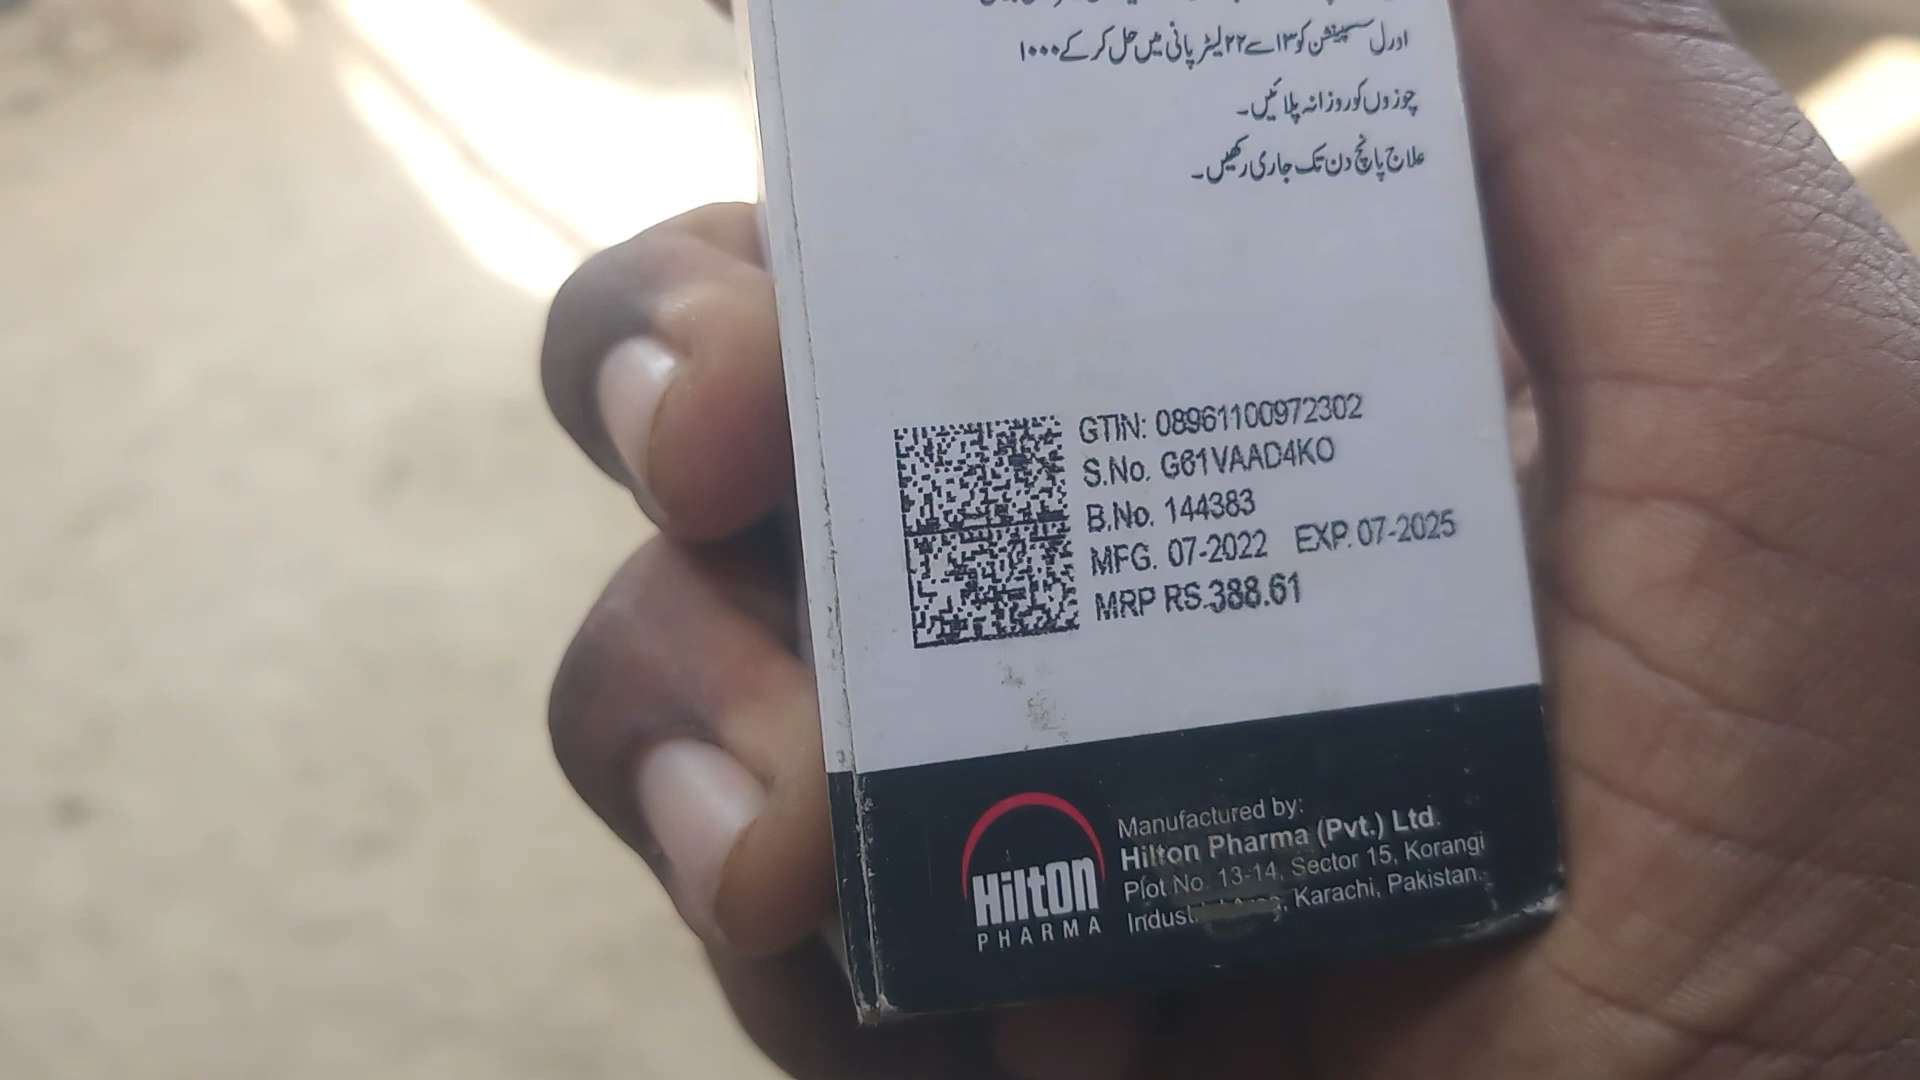 اورل سسپینشن کو ۱۳ سے ۲۲ لیٹر پانی میں حل کر کے ۱۰۰۰
چوزوں کو روزانہ پلائیں۔
علاج پانچ دن تک جاری رکھیں۔
GTIN: 08961100972302
S.No. G61VAAD4KO
B.No. 144383
MFG. 07-2022 EXP. 07-2025
MRP RS.388.61
Hilton
PHARMA
Manufactured by:
Hilton Pharma (Pvt.) Ltd.
Plot No. 13-14, Sector 15, Korangi
Karachi, Pakistan.